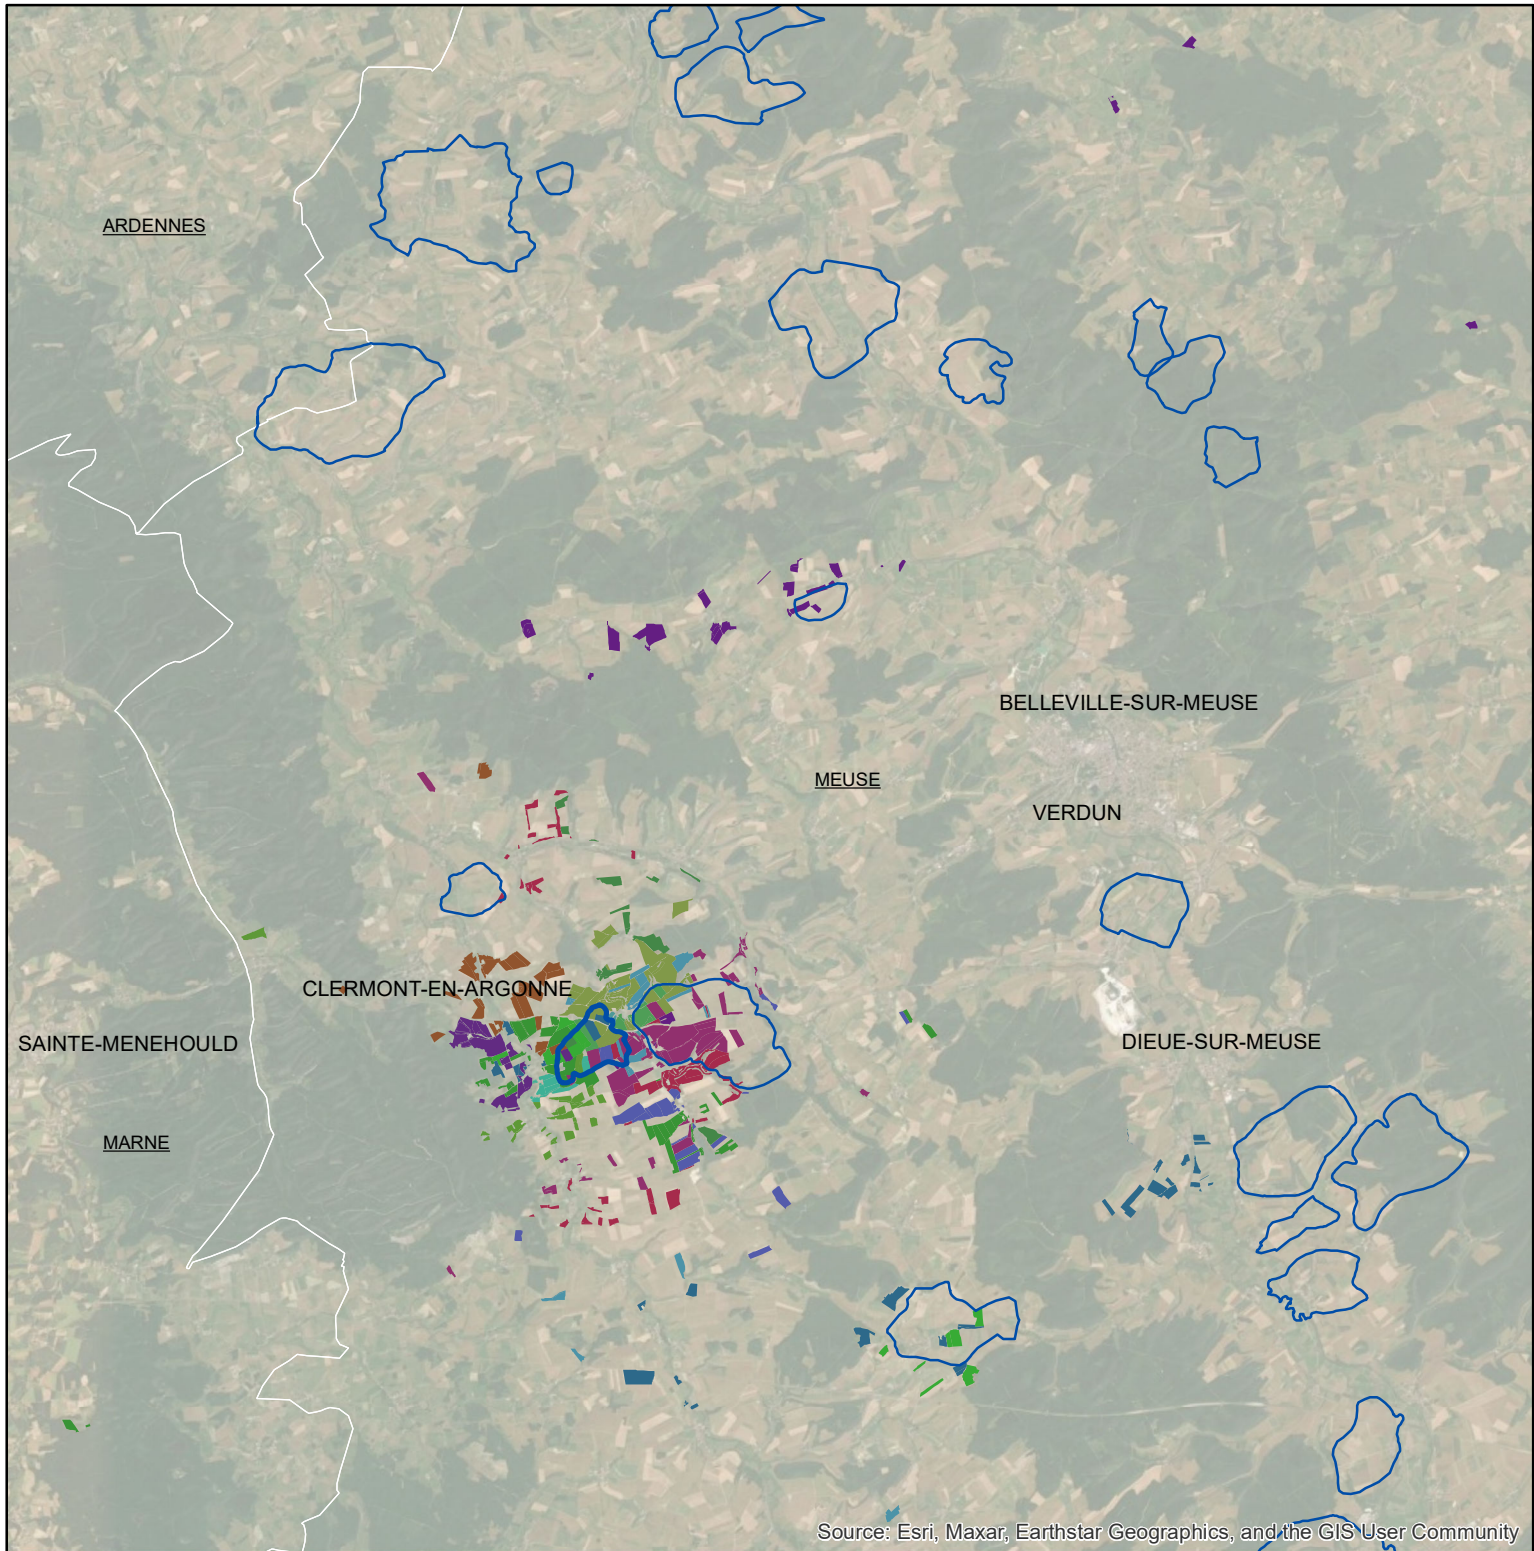 ARDENNES
BELLEVILLE-SUR-MEUSE
MEUSE
VERDUN
CLERMONT-EN-ARGONNE
SAINTE-MENEHOULD
DIEUE-SUR-MEUSE
MARNE
Source: Esri, Maxar, Earthstar Geographics, and the GIS User Community